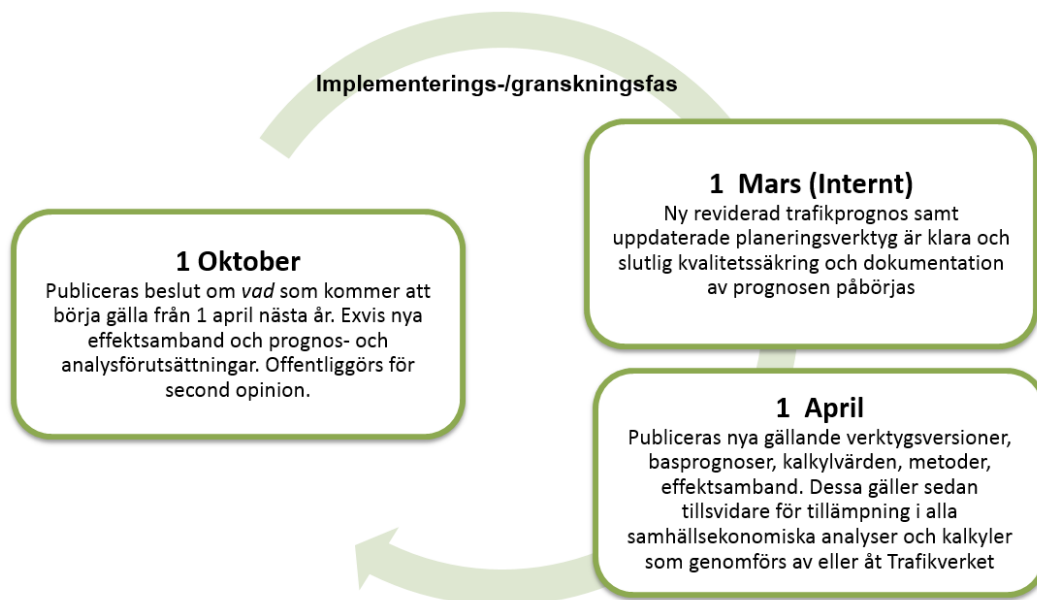 Implementerings-/granskningsfas
1 Oktober
Publiceras beslut om vad som kommer att
börja gälla från 1 april nästa år. Exvis nya
effektsamband och prognos- och
analysförutsättningar. Offentliggörs för
second opinion.
1 Mars (Internt)
Ny reviderad trafikprognos samt
uppdaterade planeringsverktyg är klara och
slutlig kvalitetssäkring och dokumentation
av prognosen påbörjas
1 April
Publiceras nya gällande verktygsversioner,
basprognoser, kalkylvärden, metoder,
effektsamband. Dessa gäller sedan
tillsvidare för tillämpning i alla
samhällsekonomiska analyser och kalkyler
som genomförs av eller åt Trafikverket